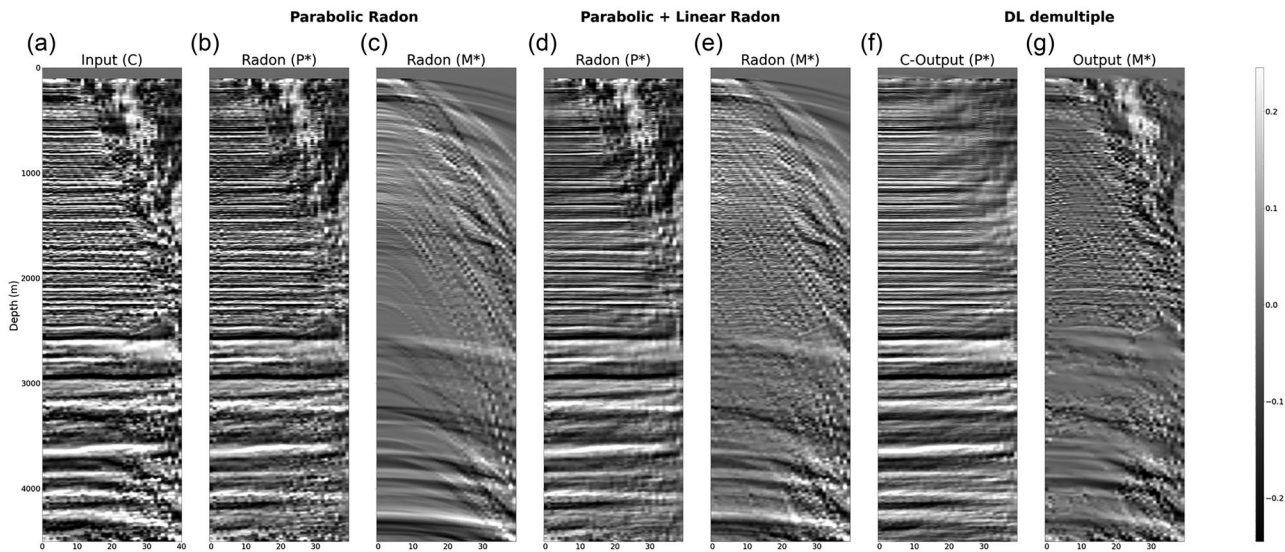 Parabolic Radon
Parabolic + Linear Radon
DL demultiple
(a)
(b)
(c)
(d)
(e)
(f)
(g)
Input (C)
Radon (P*)
Radon (M*)
Radon (P*)
Radon (M*)
C-Output (P*)
Output (M*)
Depth (m)
0
1000
2000
3000
4000
0 10 20 30 40
0 10 20 30
0 10 20 30
0 10 20 30
0 10 20 30
0 10 20 30
0 10 20 30
0.2
0.1
0.0
−0.1
−0.2